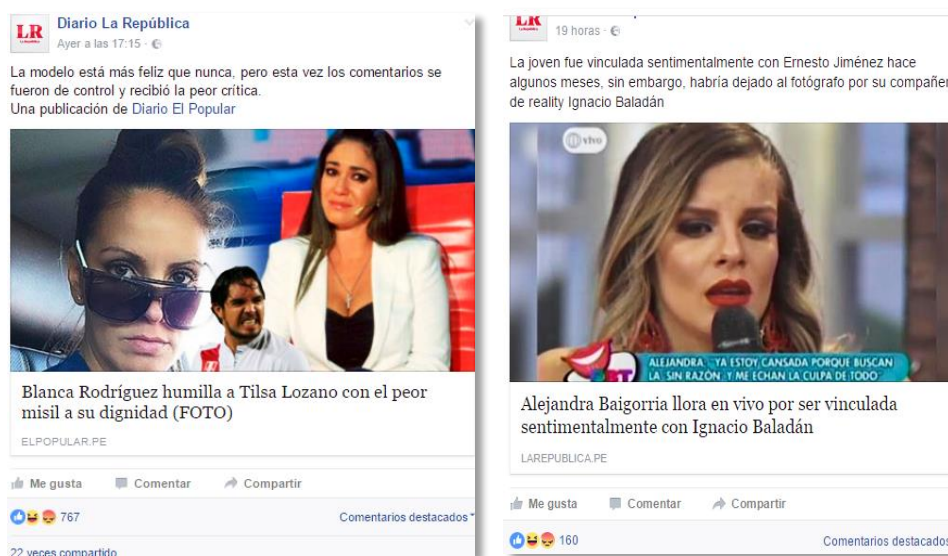 LR
Diario La República
Ayer a las 17:15 ·
La modelo está más feliz que nunca, pero esta vez los comentarios se
fueron de control y recibió la peor crítica.
Una publicación de Diario El Popular
Blanca Rodríguez humilla a Tilsa Lozano con el peor
misil a su dignidad (FOTO)
ELPOPULAR.PE
Me gusta Comentar Compartir
767 Comentarios destacados
22 veces compartido
LR
19 horas ·
La joven fue vinculada sentimentalmente con Ernesto Jiménez hace
algunos meses, sin embargo, habría dejado al fotógrafo por su compañer
de reality Ignacio Baladán
vivo
ALEJANDRA: "YA ESTOY CANSADA PORQUE BUSCAN
LA SIN RAZÓN Y ME ECHAN LA CULPA DE TODO"
Alejandra Baigorria llora en vivo por ser vinculada
sentimentalmente con Ignacio Baladán
LAREPUBLICA.PE
Me gusta Comentar Compartir
160 Comentarios destacados